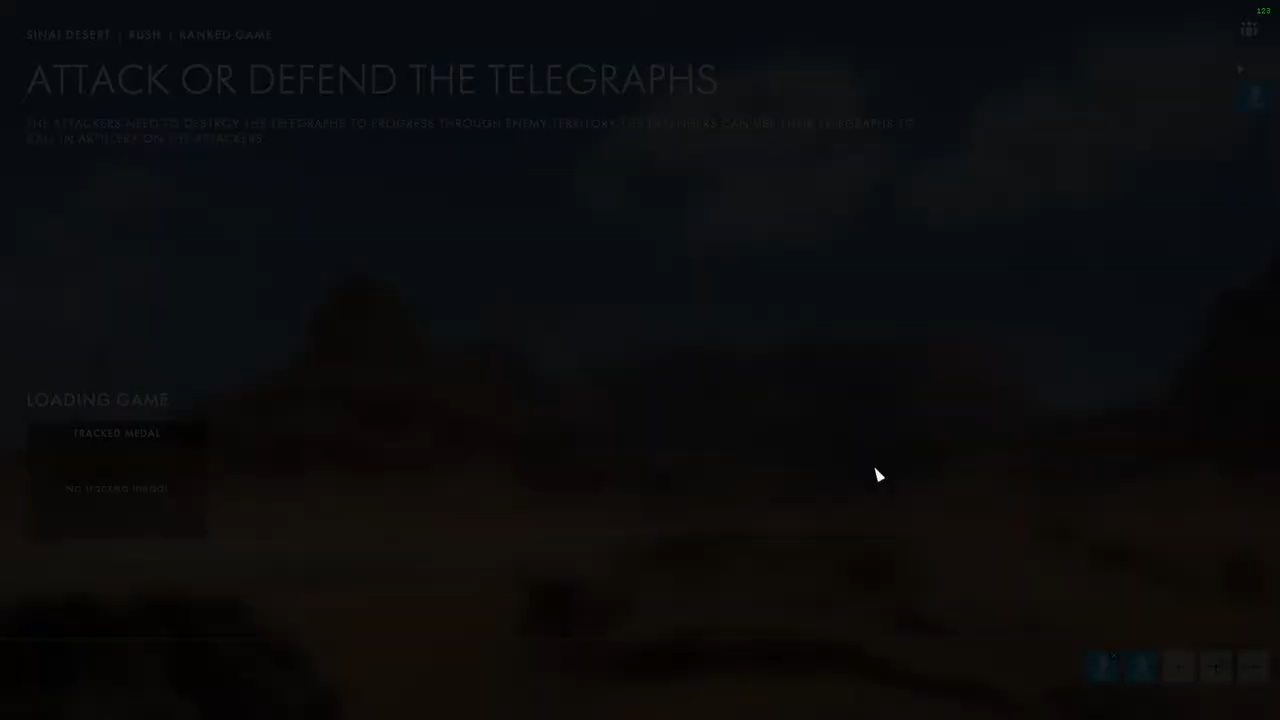 123
SINAI DESERT | RUSH | RANKED GAME
ATTACK OR DEFEND THE TELEGRAPHS
THE ATTACKERS NEED TO DESTROY THE TELEGRAPHS TO PROGRESS THROUGH ENEMY TERRITORY. THE DEFENDERS CAN USE THEIR TELEGRAPHS TO
CALL IN ARTILLERY ON THE ATTACKERS.
LOADING GAME
TRACKED MEDAL
No tracked medal